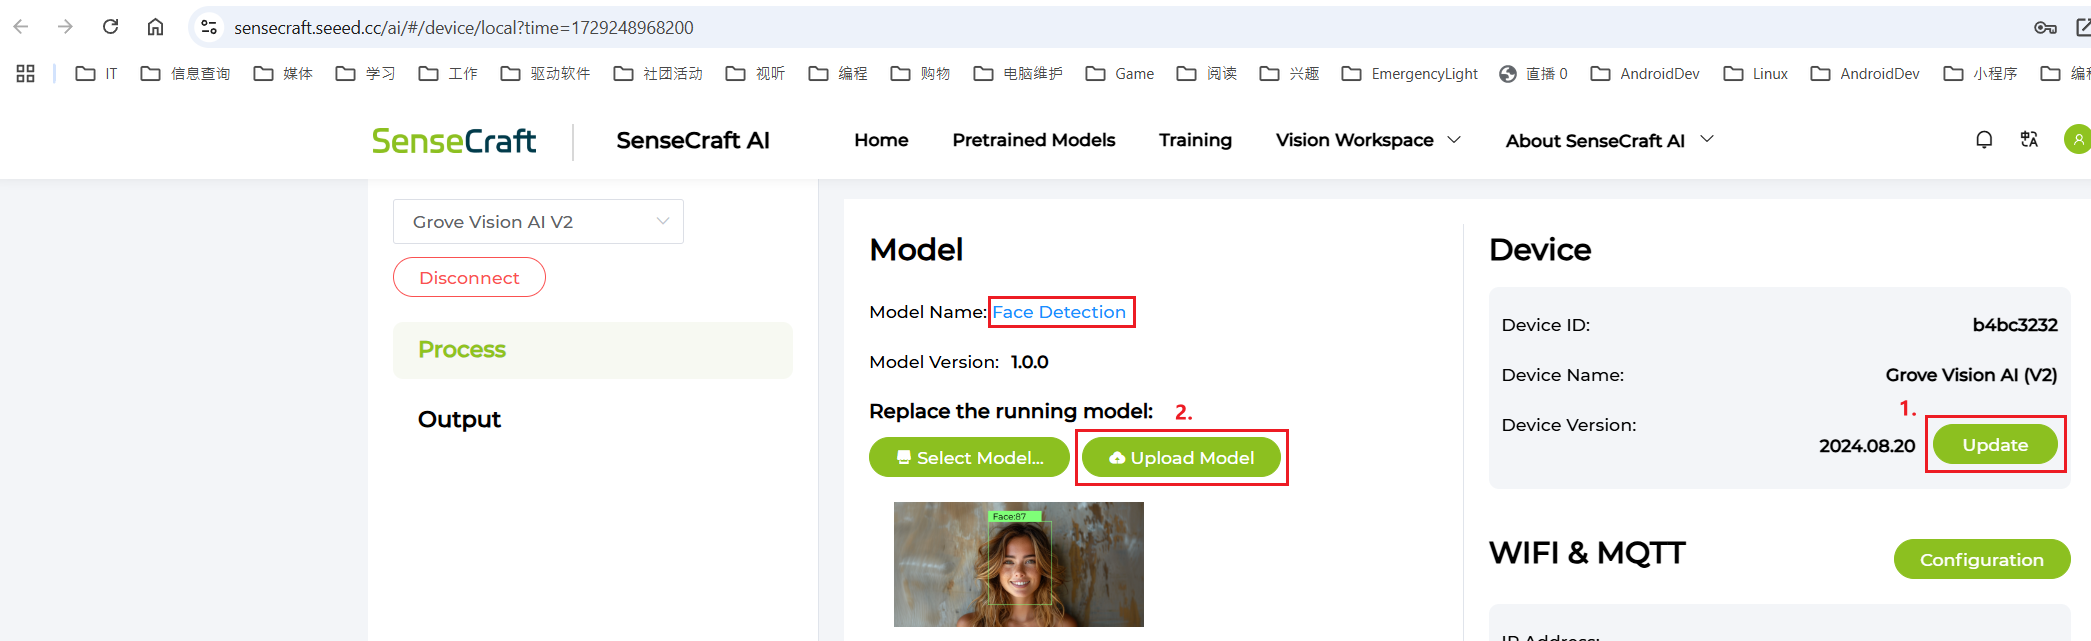 sensecraft.seeed.cc/ai/#/device/local?time=1729248968200
IT 信息查询 媒体 学习 工作 驱动软件 社团活动 视听 编程 购物 电脑维护 Game 阅读 兴趣 EmergencyLight 直播 0 AndroidDev Linux AndroidDev 小程序
SenseCraft SenseCraft AI Home Pretrained Models Training Vision Workspace About SenseCraft AI
Grove Vision AI V2
Disconnect
Process
Output
Model
Model Name: Face Detection
Model Version: 1.0.0
Replace the running model: 2.
Select Model... Upload Model
Face:87
Device
Device ID: b4bc3232
Device Name: Grove Vision AI (V2)
1.
Device Version: 2024.08.20 Update
WIFI & MQTT Configuration
IP Address: